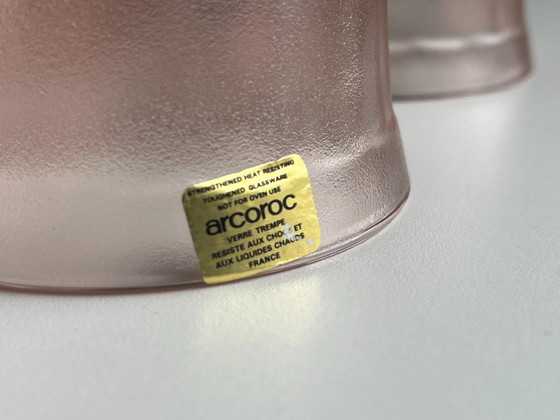 STRENGTHENED HEAT RESISTING
TOUGHENED GLASSWARE
NOT FOR OVEN USE
arcoroc
VERRE TREMPE
RESISTE AUX CHOCS ET
AUX LIQUIDES CHAUDS
FRANCE